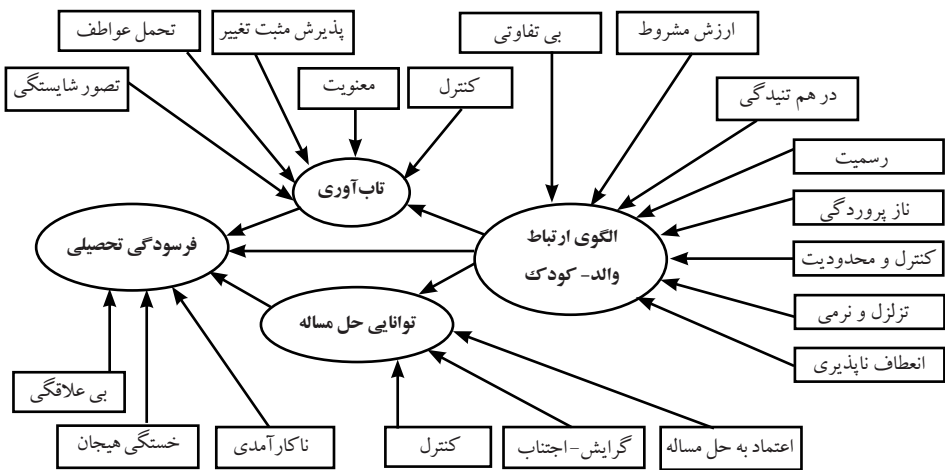 ارزش مشروط
بی تفاوتی
پذیرش مثبت تغییر
تحمل عواطف
در هم تنیدگی
کنترل
معنویت
تصور شایستگی
رسمیت
ناز پروردگی
کنترل و محدودیت
تزلزل و نرمی
انعطاف ناپذیری
تاب‌آوری
الگوی ارتباط
والد- کودک
فرسودگی تحصیلی
توانایی حل مساله
بی علاقگی
اعتماد به حل مساله
گرایش-اجتناب
کنترل
ناکارآمدی
خستگی هیجان